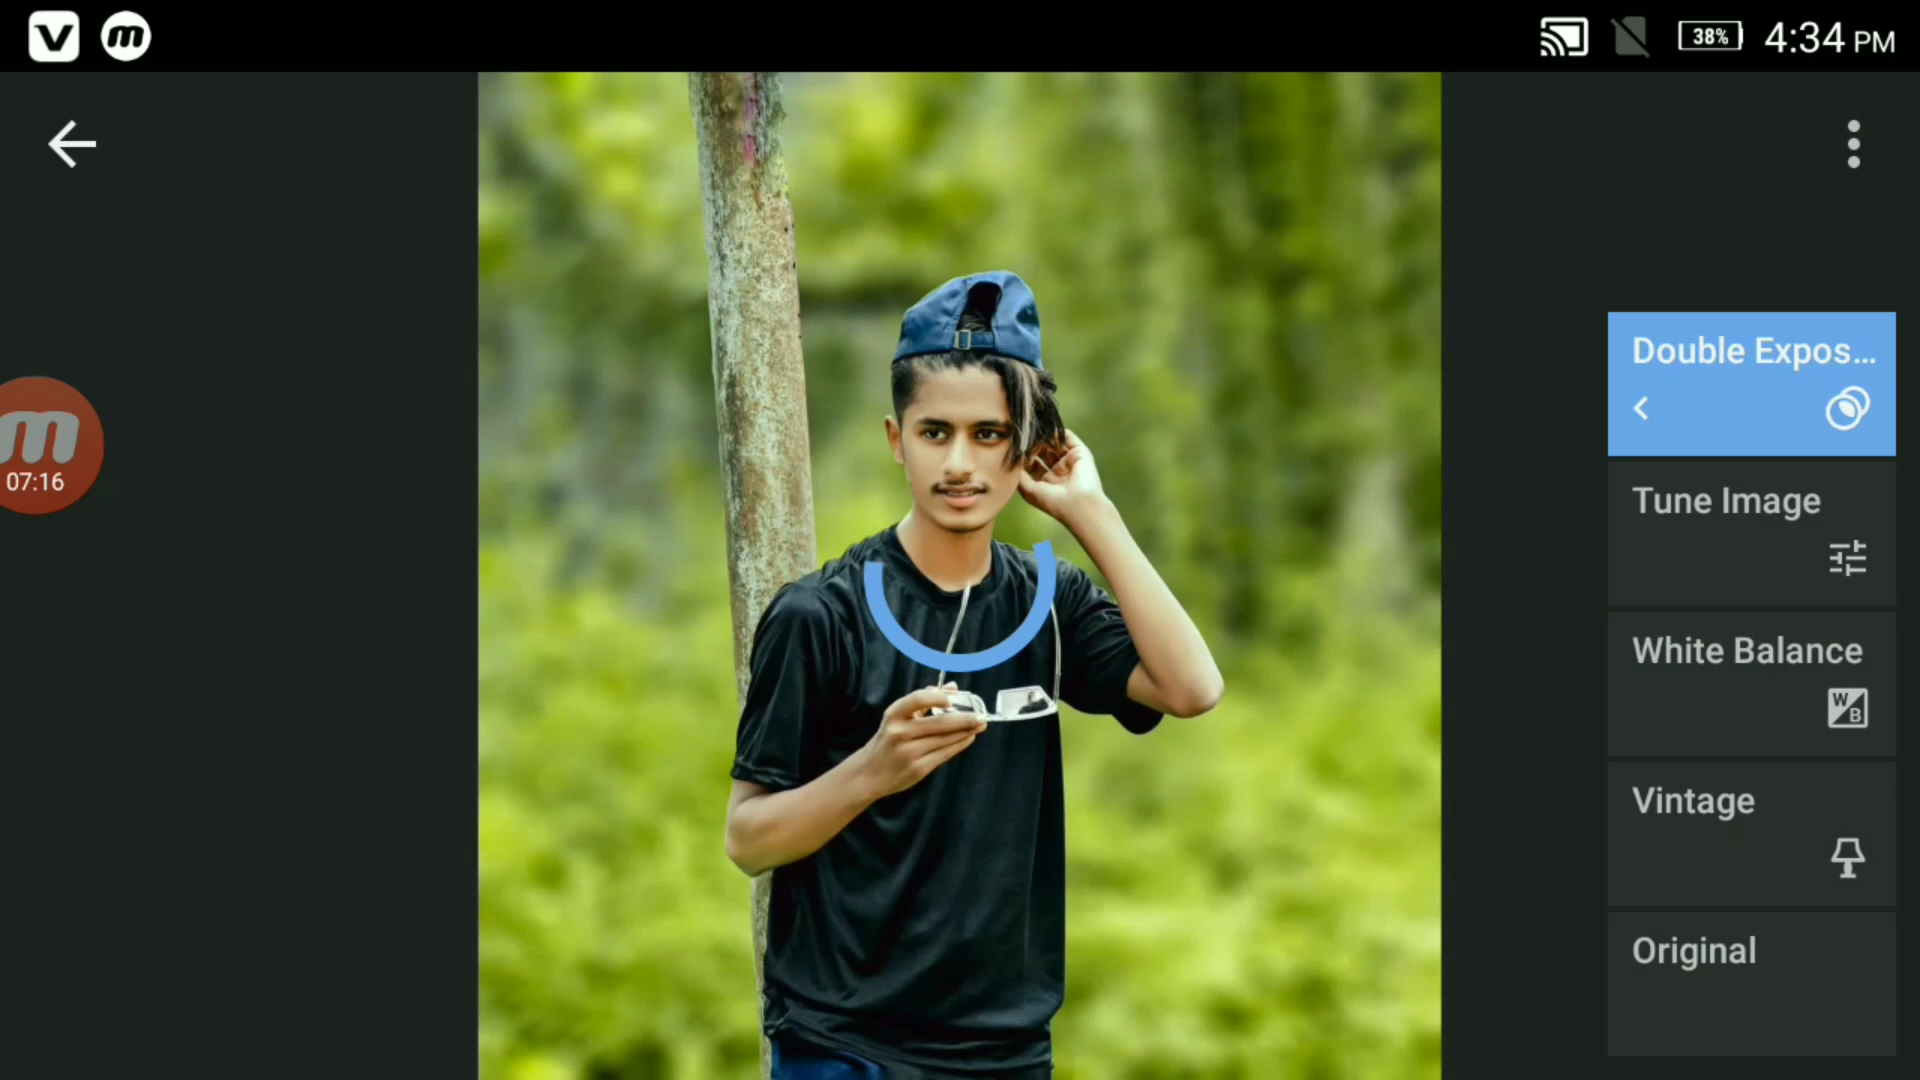 V m 38% 4:34 PM
Double Expos...
Tune Image
m
07:16
White Balance
W
B
Vintage
Original